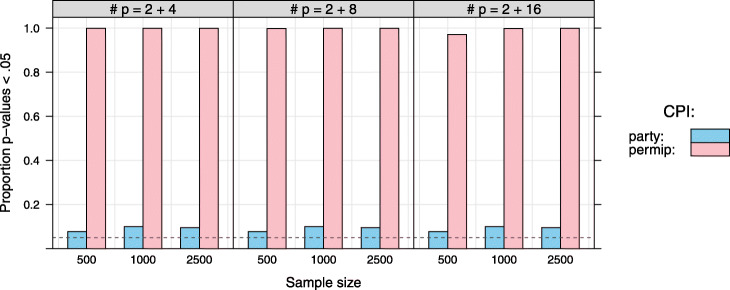 # p = 2 + 4
# p = 2 + 8
# p = 2 + 16
Proportion p−values < .05
1.0
0.8
0.6
0.4
0.2
500
1000
2500
500
1000
2500
500
1000
2500
Sample size
CPI:
party:
permip: